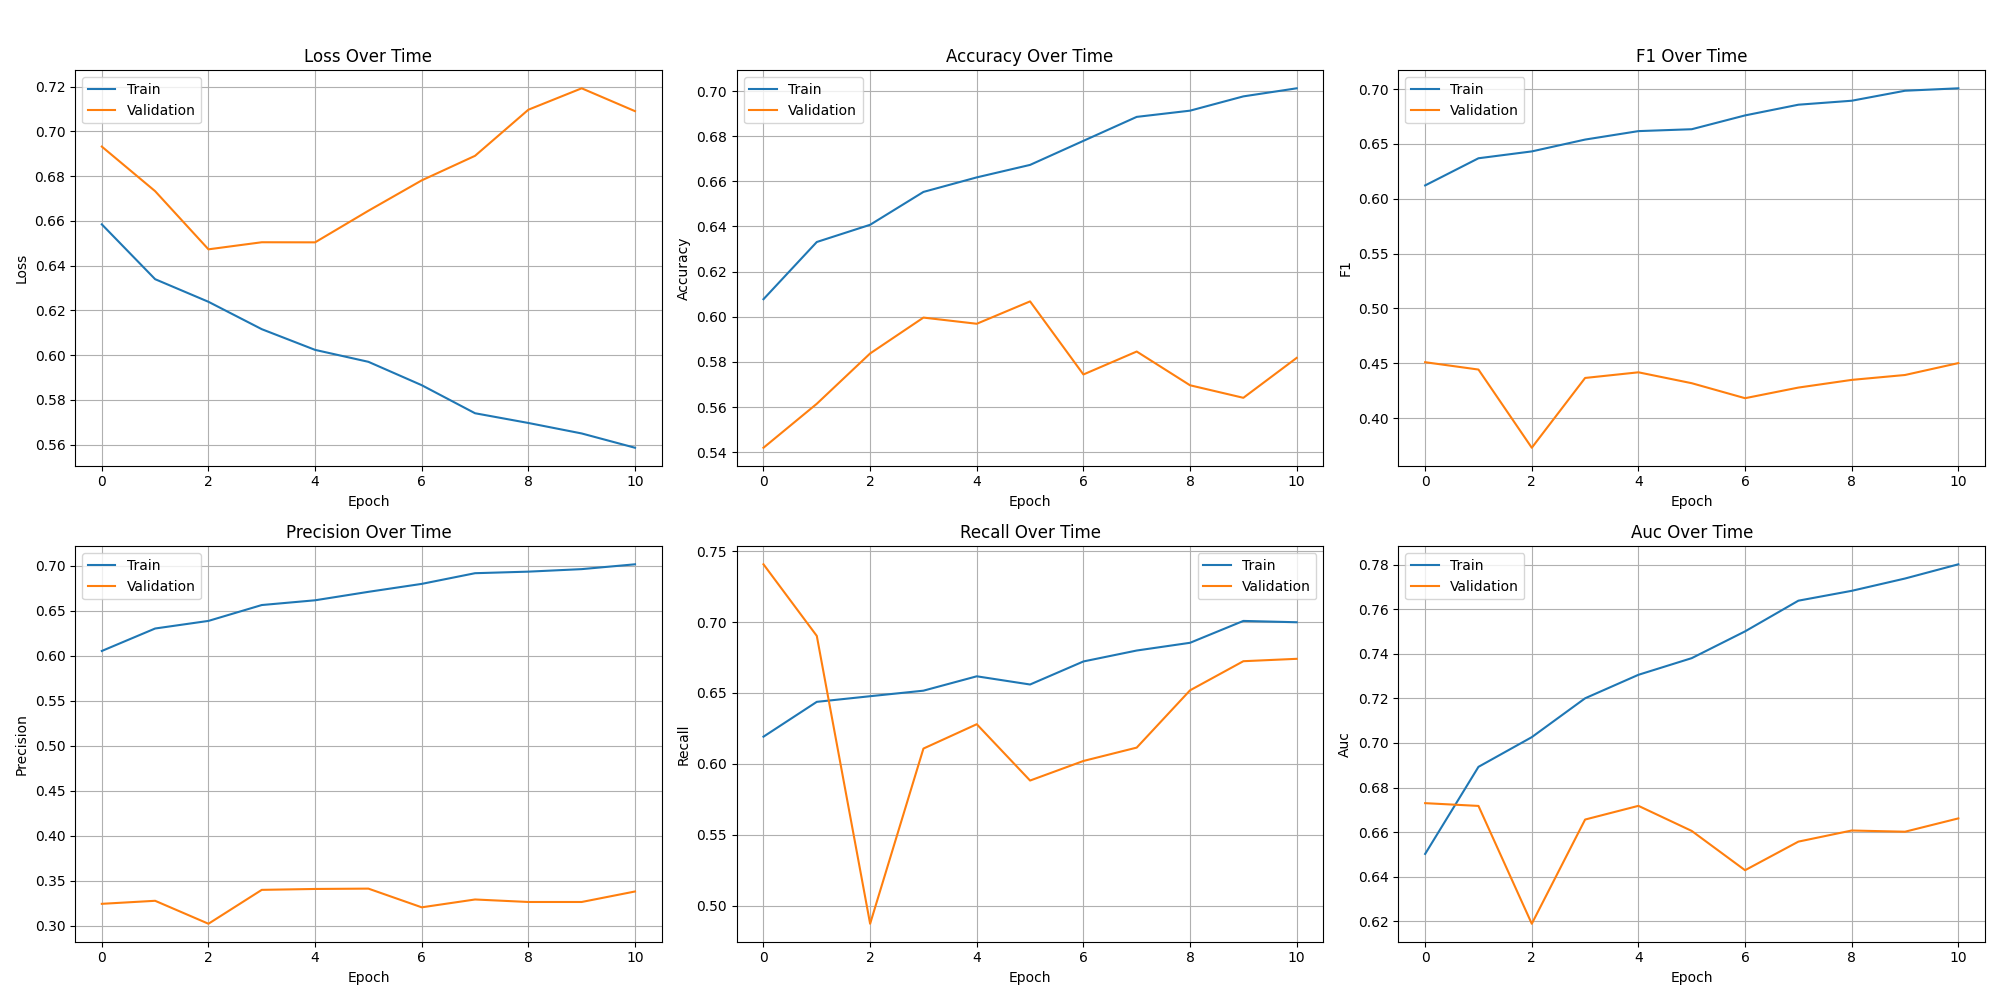 Loss Over Time
Train
Validation
0.72
0.70
0.68
0.66
0.64
0.62
0.60
0.58
0.56
Loss
0 2 4 6 8 10
Epoch
Accuracy Over Time
Train
Validation
0.70
0.68
0.66
0.64
0.62
0.60
0.58
0.56
0.54
Accuracy
0 2 4 6 8 10
Epoch
F1 Over Time
Train
Validation
0.70
0.65
0.60
0.55
0.50
0.45
0.40
F1
0 2 4 6 8 10
Epoch
Precision Over Time
Train
Validation
0.70
0.65
0.60
0.55
0.50
0.45
0.40
0.35
0.30
Precision
0 2 4 6 8 10
Epoch
Recall Over Time
Train
Validation
0.75
0.70
0.65
0.60
0.55
0.50
Recall
0 2 4 6 8 10
Epoch
Auc Over Time
Train
Validation
0.78
0.76
0.74
0.72
0.70
0.68
0.66
0.64
0.62
Auc
0 2 4 6 8 10
Epoch